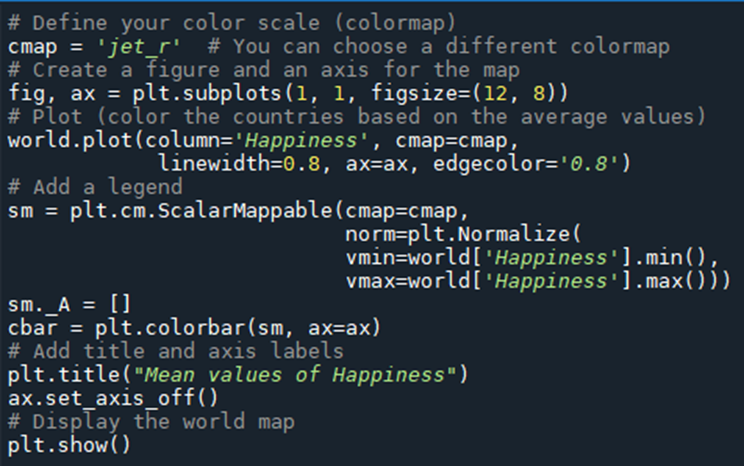 # Define your color scale (colormap)
cmap = 'jet_r'  # You can choose a different colormap
# Create a figure and an axis for the map
fig, ax = plt.subplots(1, 1, figsize=(12, 8))
# Plot (color the countries based on the average values)
world.plot(column='Happiness', cmap=cmap,
           linewidth=0.8, ax=ax, edgecolor='0.8')
# Add a legend
sm = plt.cm.ScalarMappable(cmap=cmap,
                           norm=plt.Normalize(
                           vmin=world['Happiness'].min(),
                           vmax=world['Happiness'].max()))
sm._A = []
cbar = plt.colorbar(sm, ax=ax)
# Add title and axis labels
plt.title("Mean values of Happiness")
ax.set_axis_off()
# Display the world map
plt.show()